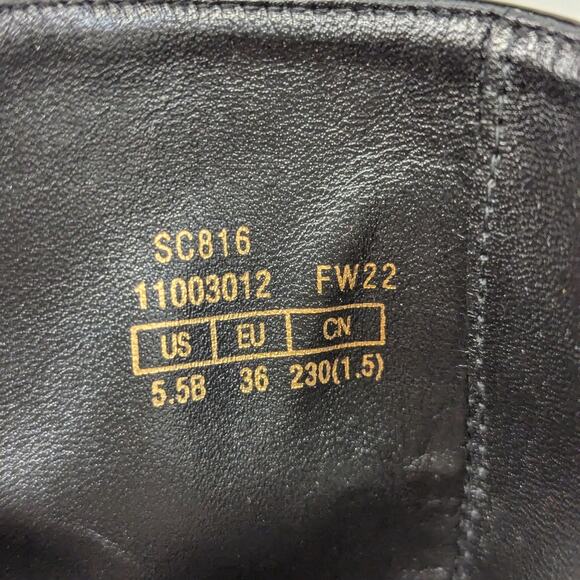 SC816
11003012 FW22
US EU CN
5.5B 36 230(1.5)